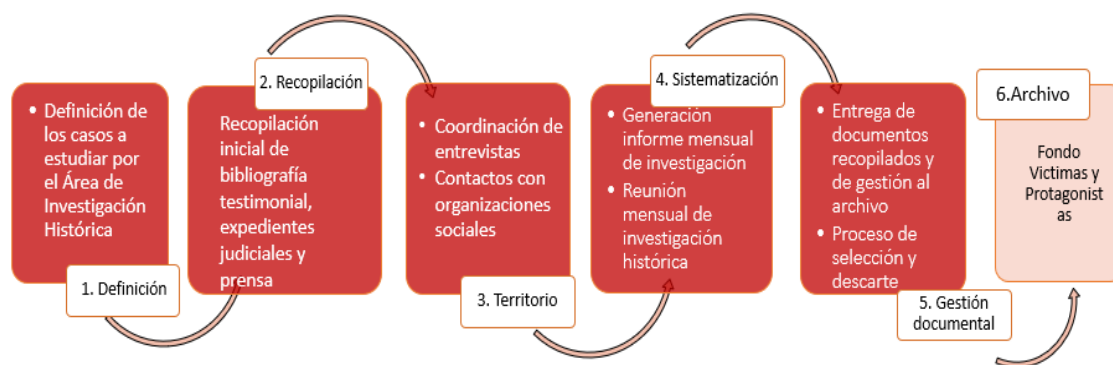 • Definición de
los casos a
estudiar por
el Área de
Investigación
Histórica
1. Definición
2. Recopilación
Recopilación
inicial de
bibliografía
testimonial,
expedientes
judiciales y
prensa
• Coordinación de
entrevistas
• Contactos con
organizaciones
sociales
3. Territorio
4. Sistematización
• Generación
informe mensual
de investigación
• Reunión
mensual de
investigación
histórica
• Entrega de
documentos
recopilados y
de gestión al
archivo
• Proceso de
selección y
descarte
5. Gestión
documental
6.Archivo
Fondo
Victimas y
Protagonist
as